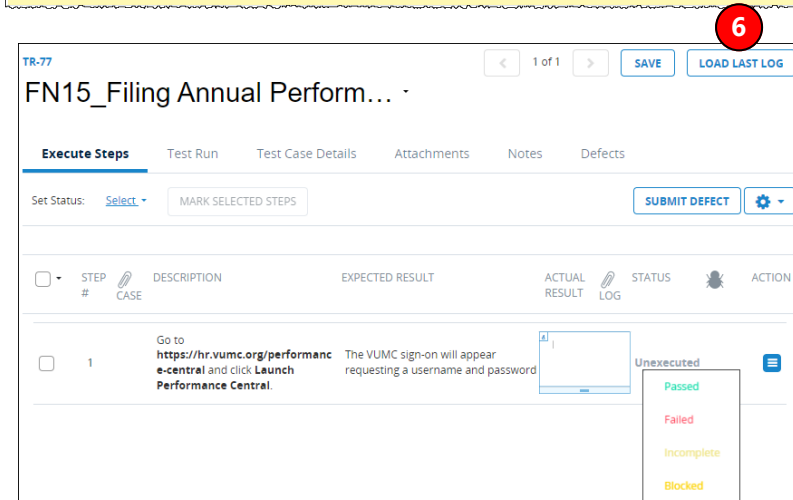 6
TR-77
1 of 1
SAVE
LOAD LAST LOG
FN15_Filing Annual Perform…
Execute Steps
Test Run
Test Case Details
Attachments
Notes
Defects
Set Status:
Select
MARK SELECTED STEPS
SUBMIT DEFECT
STEP #
CASE
DESCRIPTION
EXPECTED RESULT
ACTUAL RESULT
LOG
STATUS
ACTION
1
Go to
https://hr.vumc.org/performanc
e-central and click Launch
Performance Central.
The VUMC sign-on will appear
requesting a username and password
Unexecuted
Passed
Failed
Incomplete
Blocked